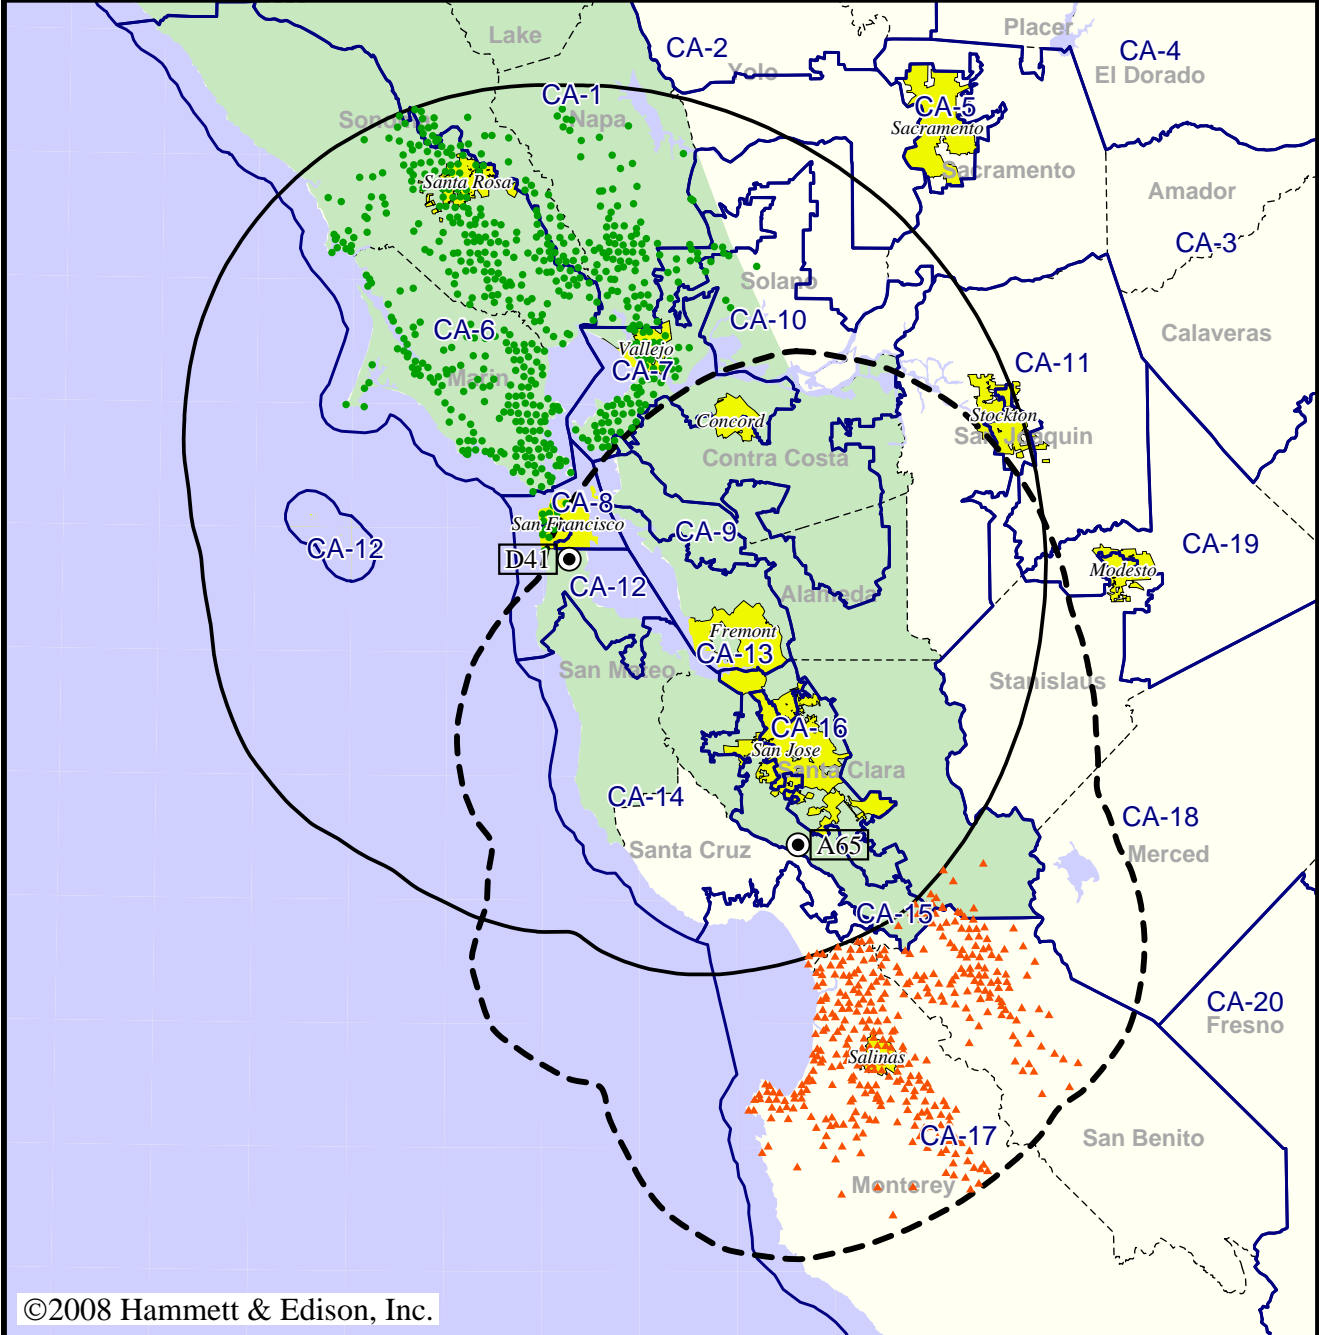 Placer
Lake
CA-2
CA-4
Yolo
El Dorado
CA-1
CA-5
Sonoma
Napa
Sacramento
Sacramento
Santa Rosa
Amador
CA-3
Solano
CA-10
CA-6
Calaveras
Vallejo
CA-7
CA-11
Marin
Concord
Stockton
San Joaquin
Contra Costa
CA-8
San Francisco
CA-9
CA-12
CA-19
D41
Modesto
CA-12
Alameda
Fremont
CA-13
San Mateo
Stanislaus
CA-16
San Jose
Santa Clara
CA-14
CA-18
A65
Santa Cruz
Merced
CA-15
CA-20
Fresno
Salinas
CA-17
San Benito
Monterey
©2008 Hammett & Edison, Inc.